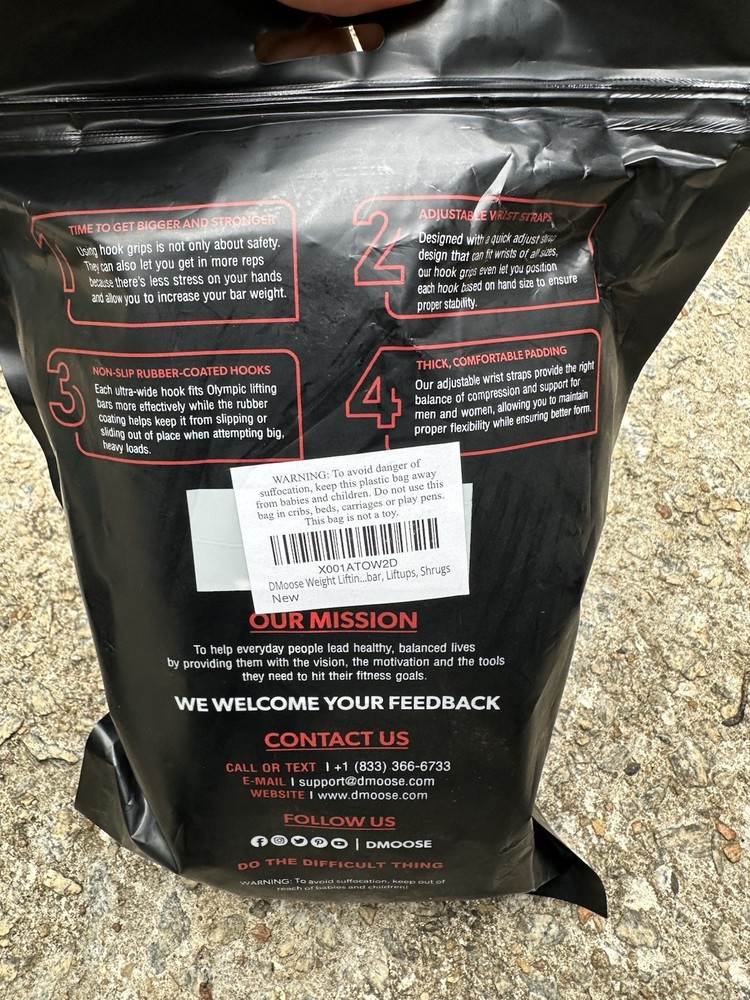 1
TIME TO GET BIGGER AND STRONGER
Using hook grips is not only about safety.
They can also let you get in more reps
because there's less stress on your hands
and allow you to increase your bar weight.
2
ADJUSTABLE WRIST STRAPS
Designed with a quick adjust strap
design that can fit wrists of all sizes,
our hook grips even let you position
each hook based on hand size to ensure
proper stability.
3
NON-SLIP RUBBER-COATED HOOKS
Each ultra-wide hook fits Olympic lifting
bars more effectively while the rubber
coating helps keep it from slipping or
sliding out of place when attempting big,
heavy loads.
4
THICK, COMFORTABLE PADDING
Our adjustable wrist straps provide the right
balance of compression and support for
men and women, allowing you to maintain
proper flexibility while ensuring better form.
WARNING: To avoid danger of
suffocation, keep this plastic bag away
from babies and children. Do not use this
bag in cribs, beds, carriages or play pens.
This bag is not a toy.
X001ATOW2D
DMoose Weight Liftin...bar, Liftups, Shrugs
New
OUR MISSION
To help everyday people lead healthy, balanced lives
by providing them with the vision, the motivation and the tools
they need to hit their fitness goals.
WE WELCOME YOUR FEEDBACK
CONTACT US
CALL OR TEXT | +1 (833) 366-6733
E-MAIL | support@dmoose.com
WEBSITE | www.dmoose.com
FOLLOW US
| DMOOSE
DO THE DIFFICULT THING
WARNING: To avoid suffocation, keep out of
reach of babies and children!